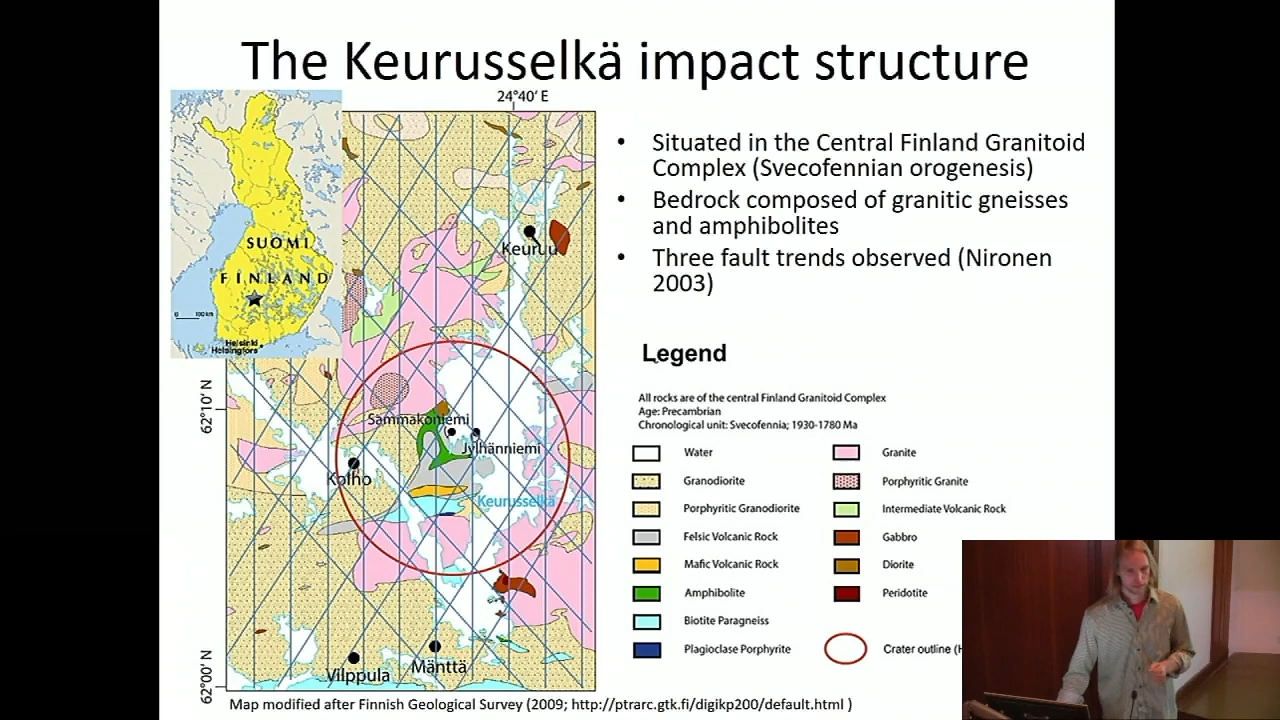 The Keurusselkä impact structure
24°40' E
• Situated in the Central Finland Granitoid
Complex (Svecofennian orogenesis)
• Bedrock composed of granitic gneisses
and amphibolites
• Three fault trends observed (Nironen
2003)
SUOMI
FINLAND
0 100 km
Helsinki
Helsingfors
Keuruu
62°10' N
Sammakoniemi
Jylhänniemi
Kolho
Keurusselkä
62°00' N
Vilppula
Mänttä
Legend
All rocks are of the central Finland Granitoid Complex
Age: Precambrian
Chronological unit: Svecofennia; 1930-1780 Ma
Water
Granodiorite
Porphyritic Granodiorite
Felsic Volcanic Rock
Mafic Volcanic Rock
Amphibolite
Biotite Paragneiss
Plagioclase Porphyrite
Granite
Porphyritic Granite
Intermediate Volcanic Rock
Gabbro
Diorite
Peridotite
Crater outline (H
Map modified after Finnish Geological Survey (2009; http://ptrarc.gtk.fi/digikp200/default.html )